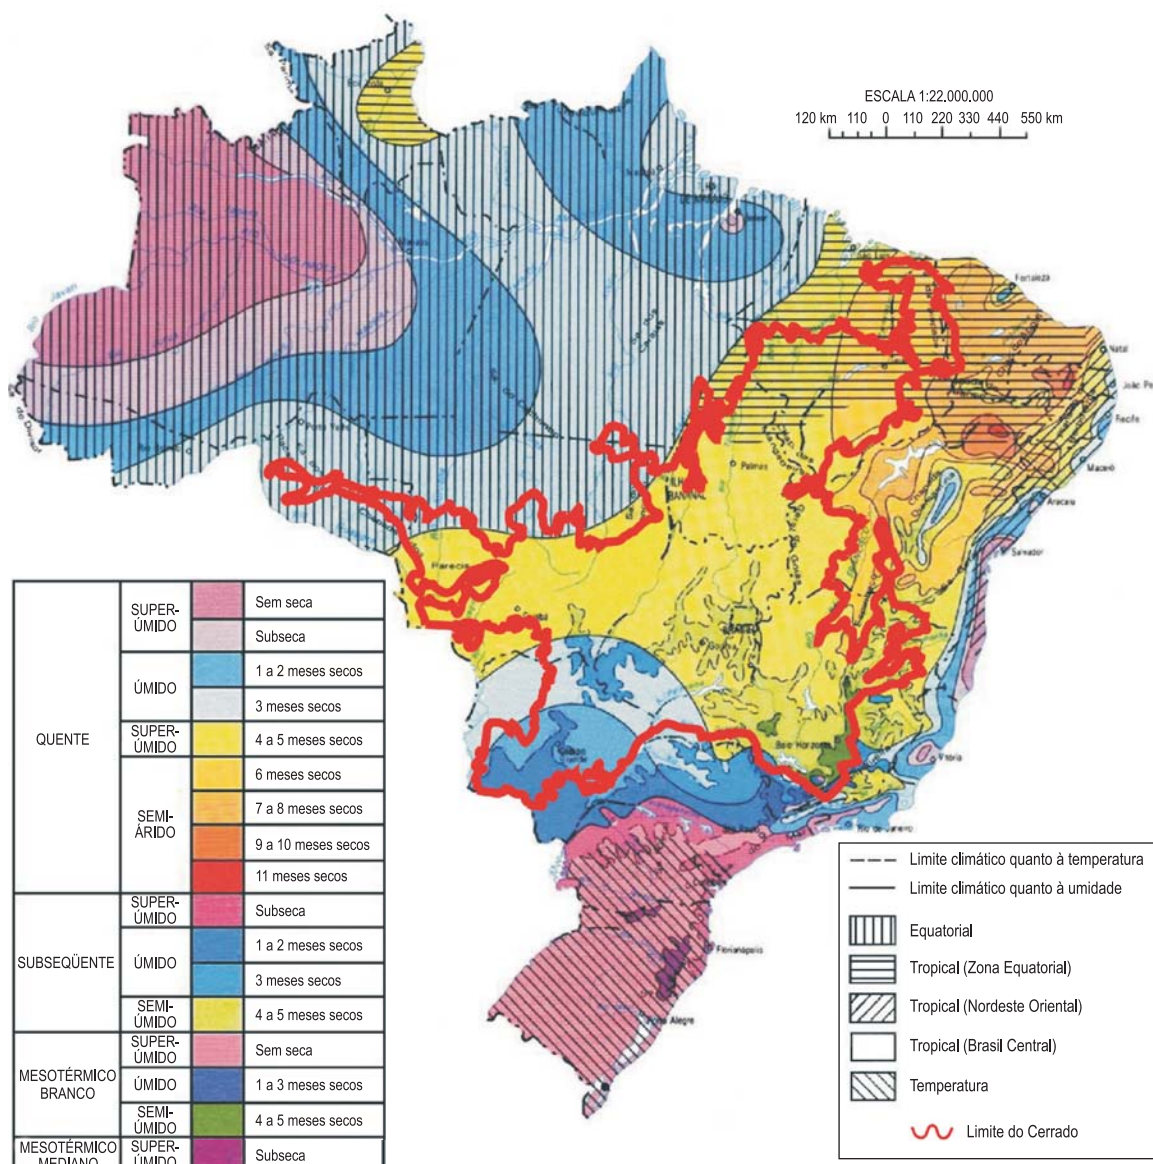 ESCALA 1:22.000.000
120 km 110 0 110 220 330 440 550 km
Fortaleza
Natal
João Pe
Recife
Maceió
Aracaju
Salvador
Palmas
Vitória
Rio de Janeiro
Florianópolis
Porto Alegre
QUENTE
SUPER-
ÚMIDO
Sem seca
Subseca
ÚMIDO
1 a 2 meses secos
3 meses secos
SUPER-
ÚMIDO
4 a 5 meses secos
SEMI-
ÁRIDO
6 meses secos
7 a 8 meses secos
9 a 10 meses secos
11 meses secos
SUBSEQÜENTE
SUPER-
ÚMIDO
Subseca
ÚMIDO
1 a 2 meses secos
3 meses secos
SEMI-
ÚMIDO
4 a 5 meses secos
MESOTÉRMICO
BRANCO
SUPER-
ÚMIDO
Sem seca
ÚMIDO
1 a 3 meses secos
SEMI-
ÚMIDO
4 a 5 meses secos
MESOTÉRMICO
MEDIANO
SUPER-
ÚMIDO
Subseca
Limite climático quanto à temperatura
Limite climático quanto à umidade
Equatorial
Tropical (Zona Equatorial)
Tropical (Nordeste Oriental)
Tropical (Brasil Central)
Temperatura
Limite do Cerrado